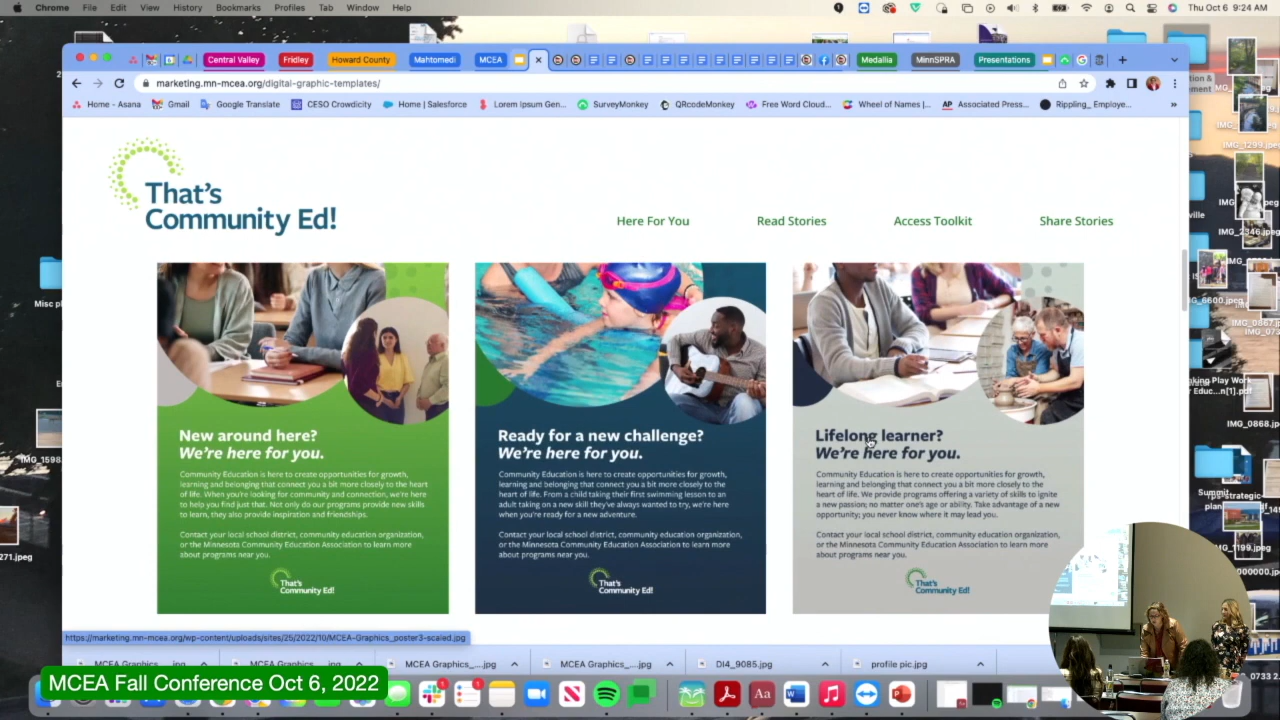 Chrome File Edit View History Bookmarks Profiles Tab Window Help Thu Oct 6 9:24 AM
Central Valley Fridley Howard County Mahtomedi MCEA Medallia MinnSPRA Presentations
marketing.mn-mcea.org/digital-graphic-templates/
Home - Asana Gmail Google Translate CESO Crowdicity Home | Salesforce Lorem Ipsum Gen... SurveyMonkey QRcodeMonkey Free Word Cloud... Wheel of Names |... AP Associated Press... Rippling_ Employe... »
That's
Community Ed!
Here For You Read Stories Access Toolkit Share Stories
New around here?
We're here for you.
Community Education is here to create opportunities for growth,
learning and belonging that connect you a bit more closely to the heart
of life. When you're looking for community and connection, we're here
to help you find just that. Not only do our programs provide new skills
to learn, they also provide inspiration and friendships.
Contact your local school district, community education organization,
or the Minnesota Community Education Association to learn more
about programs near you.
That's
Community Ed!
Ready for a new challenge?
We're here for you.
Community Education is here to create opportunities for growth,
learning and belonging that connect you a bit more closely to the
heart of life. From a child taking their first swimming lesson to an
adult taking on a new skill they've always wanted to try, we're here
when you're ready for a new adventure.
Contact your local school district, community education organization,
or the Minnesota Community Education Association to learn more
about programs near you.
That's
Community Ed!
Lifelong learner?
We're here for you.
Community Education is here to create opportunities for growth,
learning and belonging that connect you a bit more closely to the
heart of life. We provide programs offering a variety of skills to ignite
a new passion; no matter one's age or ability. Take advantage of a new
opportunity; you never know where it may lead you.
Contact your local school district, community education organization,
or the Minnesota Community Education Association to learn more
about programs near you.
That's
Community Ed!
IMG_1299.jpeg
IMG_2346.jpeg
IMG_0868.jpg
Summit
Misc
271.jpeg
https://marketing.mn-mcea.org/wp-content/uploads/sites/25/2022/10/MCEA-Graphics_poster3-scaled.jpg
MCEA Graphics_....jpg MCEA Graphics_....jpg DI4_9085.jpg profile pic.jpg
MCEA Fall Conference Oct 6, 2022